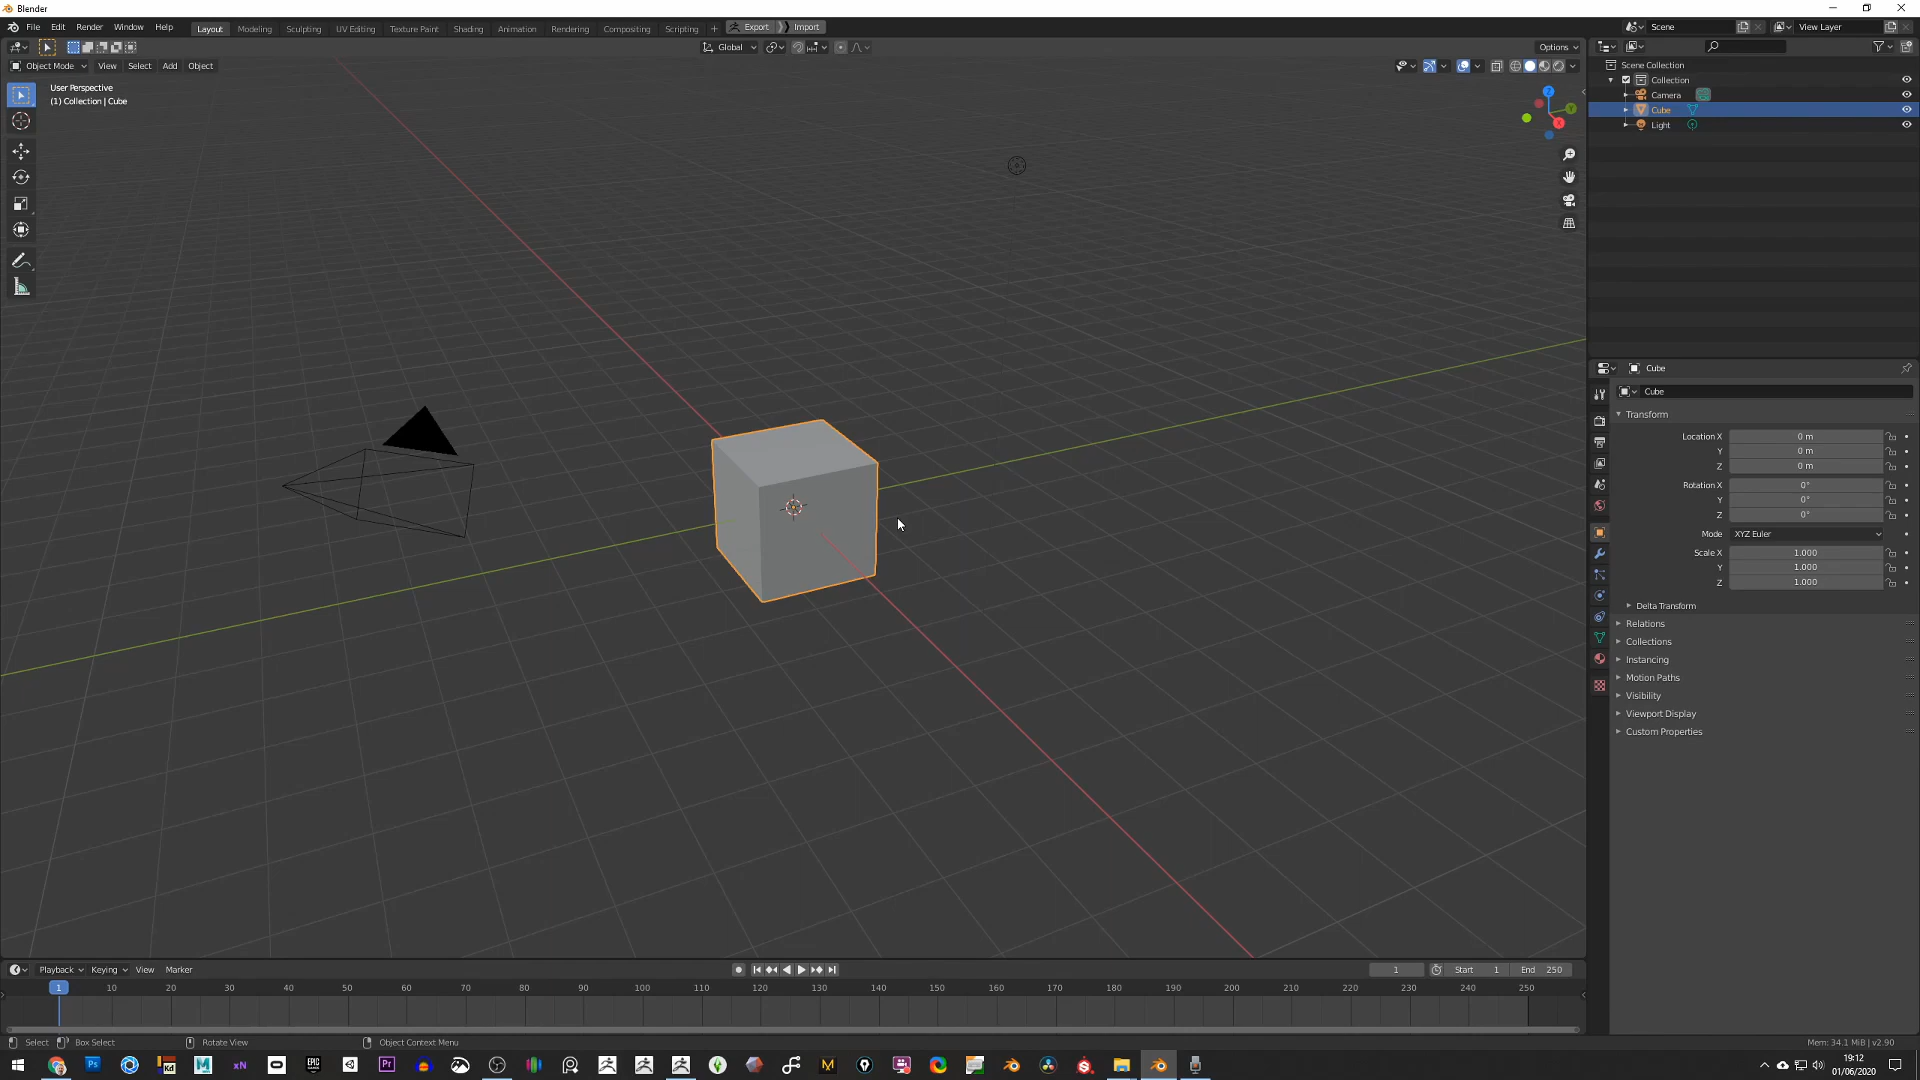 Blender
File Edit Render Window Help Layout Modeling Sculpting UV Editing Texture Paint Shading Animation Rendering Compositing Scripting + Export Import Scene View Layer
Global Options
Object Mode View Select Add Object
User Perspective
(1) Collection | Cube
Z
Y
X
Scene Collection
Collection
Camera
Cube
Light
Cube
Cube
Transform
Location X 0 m
Y 0 m
Z 0 m
Rotation X 0°
Y 0°
Z 0°
Mode XYZ Euler
Scale X 1.000
Y 1.000
Z 1.000
Delta Transform
Relations
Collections
Instancing
Motion Paths
Visibility
Viewport Display
Custom Properties
Playback Keying View Marker 1 Start 1 End 250
1 10 20 30 40 50 60 70 80 90 100 110 120 130 140 150 160 170 180 190 200 210 220 230 240 250
Select Box Select Rotate View Object Context Menu Mem: 34.1 MiB | v2.90
Ps Kd M xN EPIC GAMES Pr M S
19:12
01/06/2020